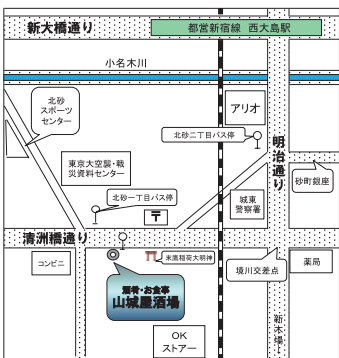 新大橋通り
都営新宿線 西大島駅
小名木川
北砂
スポーツ
センター
アリオ
北砂二丁目バス停
明治通り
東京大空襲・戦
災資料センター
砂町銀座
北砂一丁目バス停
〒
城東
警察署
清洲橋通り
末廣稲荷大明神
コンビニ
酒肴・お食事
山城屋酒場
境川交差点
薬局
新木場↓
OK
ストアー